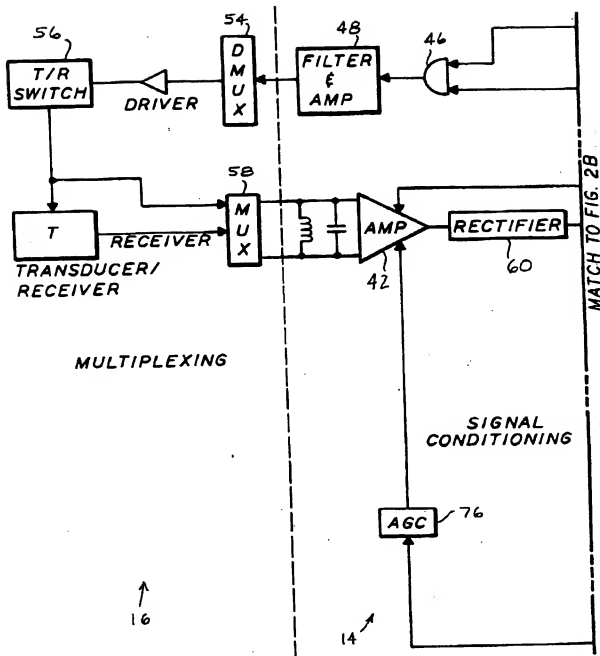 56
T/R
SWITCH
DRIVER
54
D
M
U
X
48
FILTER
&
AMP
46
58
M
U
X
T
RECEIVER
TRANSDUCER/
RECEIVER
AMP
42
RECTIFIER
60
MATCH TO FIG. 2B
MULTIPLEXING
SIGNAL
CONDITIONING
AGC
76
16
14